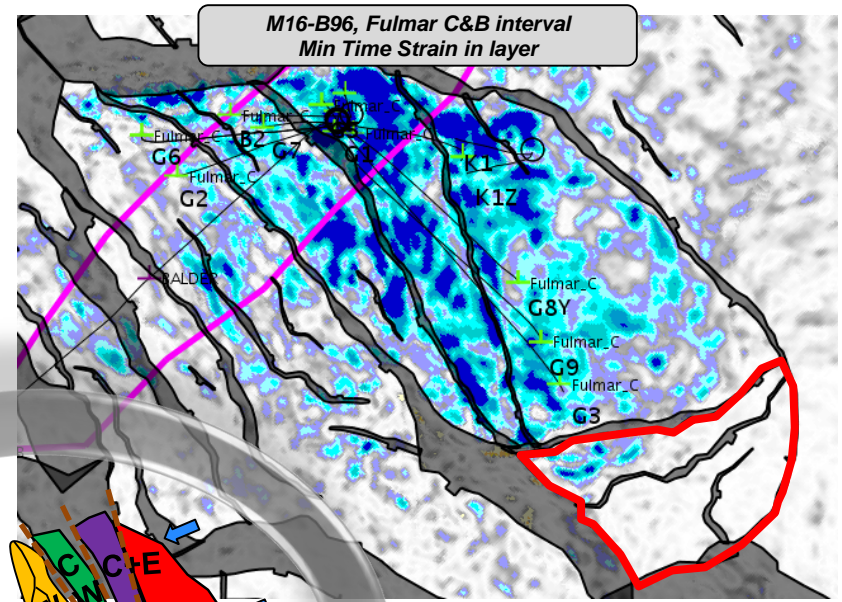 M16-B96, Fulmar C&B interval
Min Time Strain in layer
Fulmar_C
Fulmar_C
Fulmar_C
Fulmar_C
B2
G6
G7
G1
K1
Fulmar_C
G2
K1Z
BALDER
Fulmar_C
G8Y
Fulmar_C
G9
Fulmar_C
G3
C
C+E
W